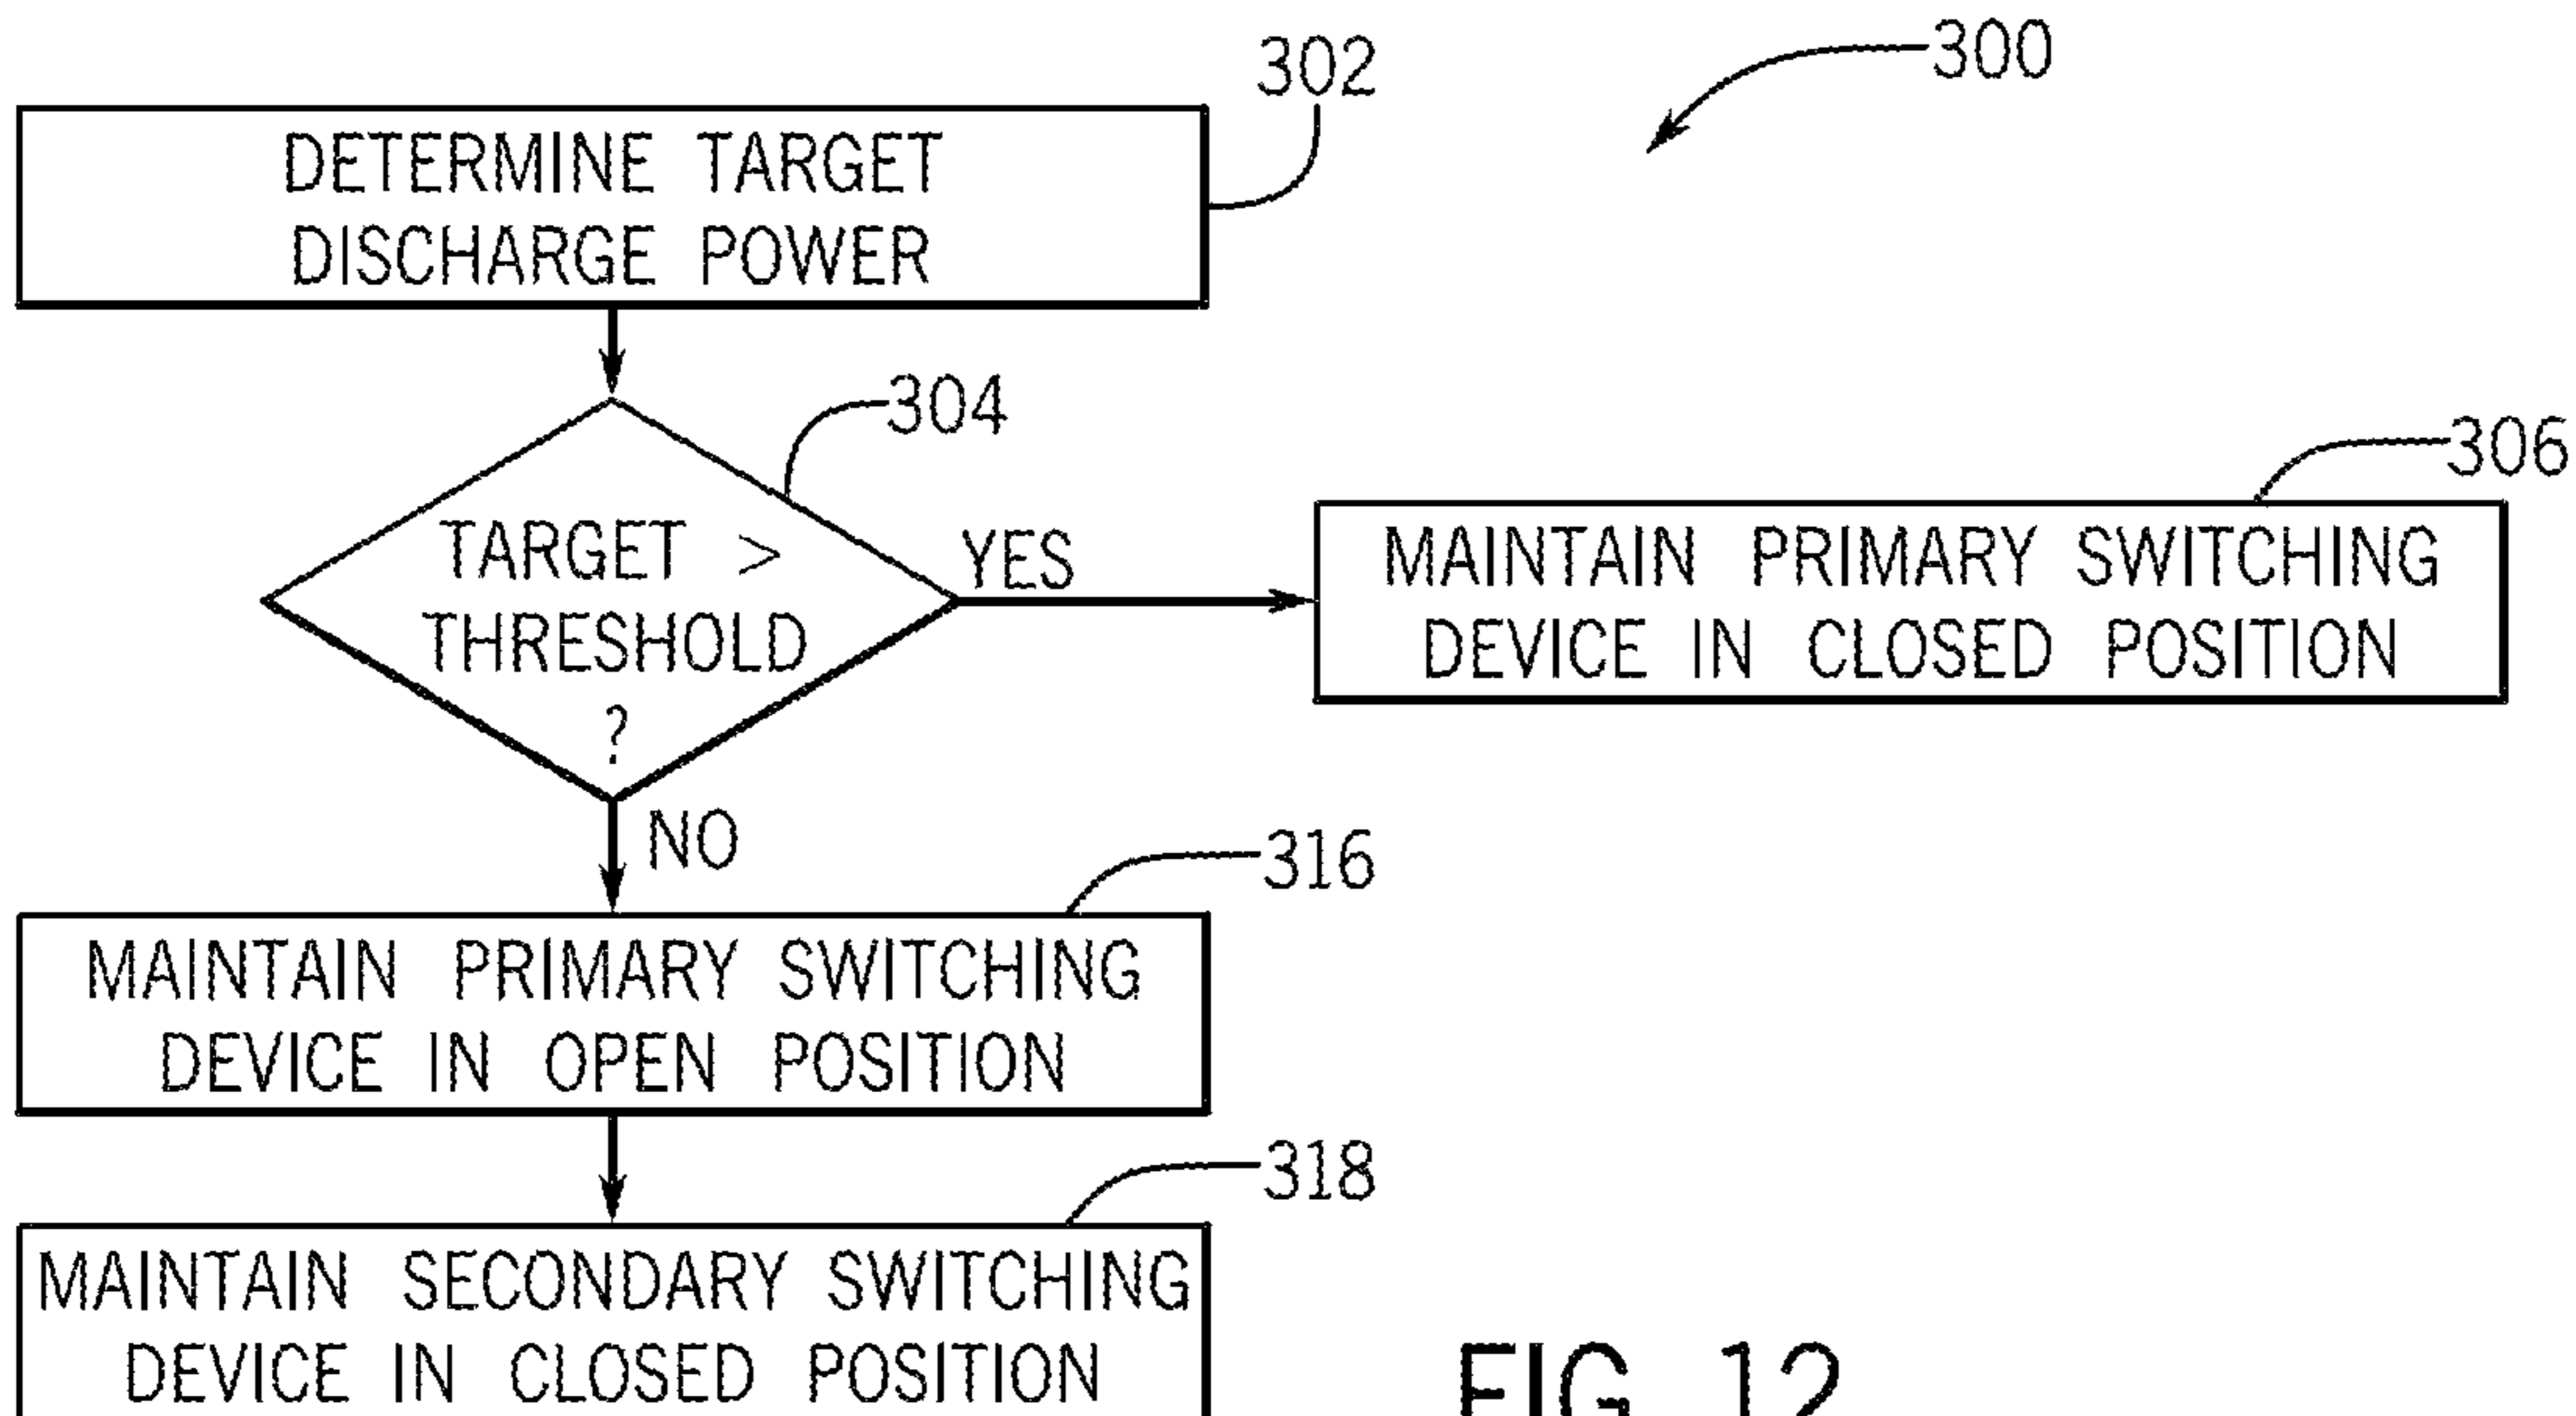 300
302
DETERMINE TARGET
DISCHARGE POWER
304
TARGET >
THRESHOLD
?
YES
306
MAINTAIN PRIMARY SWITCHING
DEVICE IN CLOSED POSITION
NO
316
MAINTAIN PRIMARY SWITCHING
DEVICE IN OPEN POSITION
318
MAINTAIN SECONDARY SWITCHING
DEVICE IN CLOSED POSITION
FIG. 12